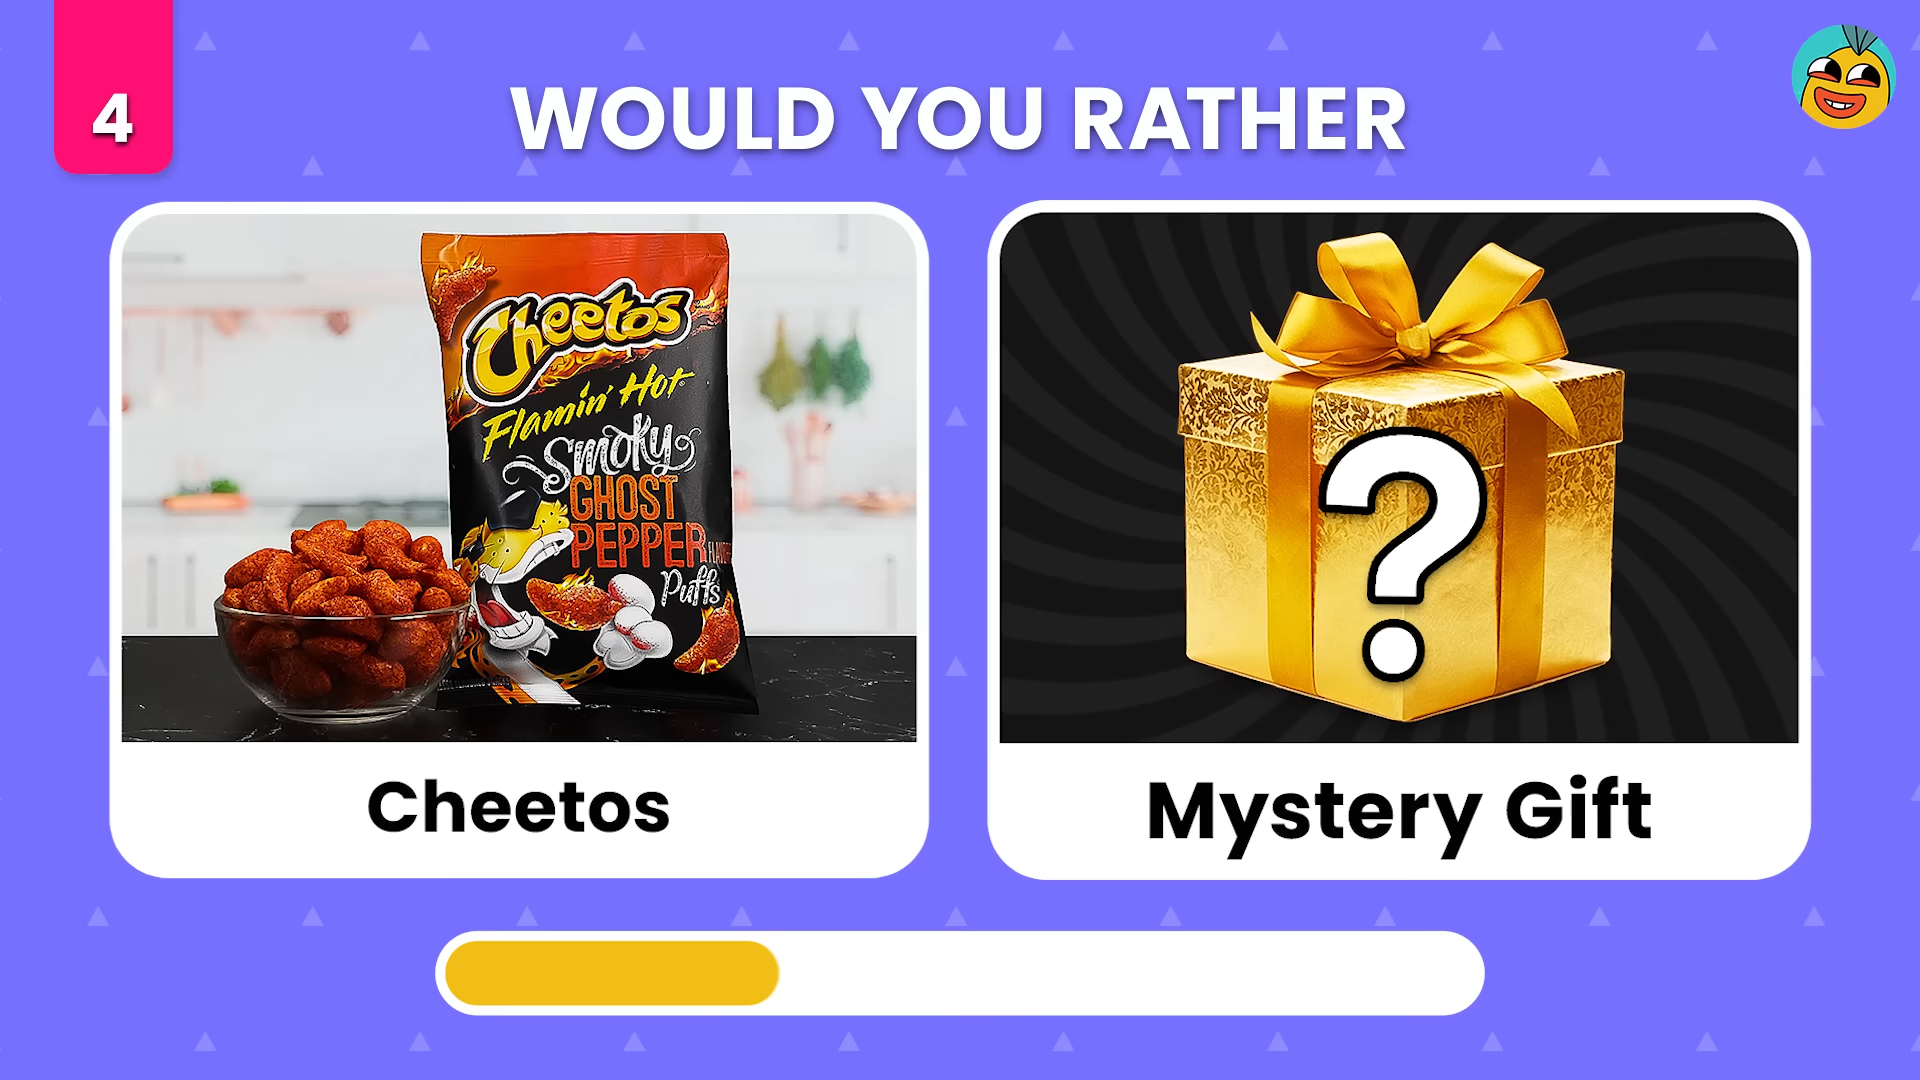 4
WOULD YOU RATHER
Cheetos
Flamin' Hot
Smoky
GHOST
PEPPER
Puffs
?
Cheetos
Mystery Gift